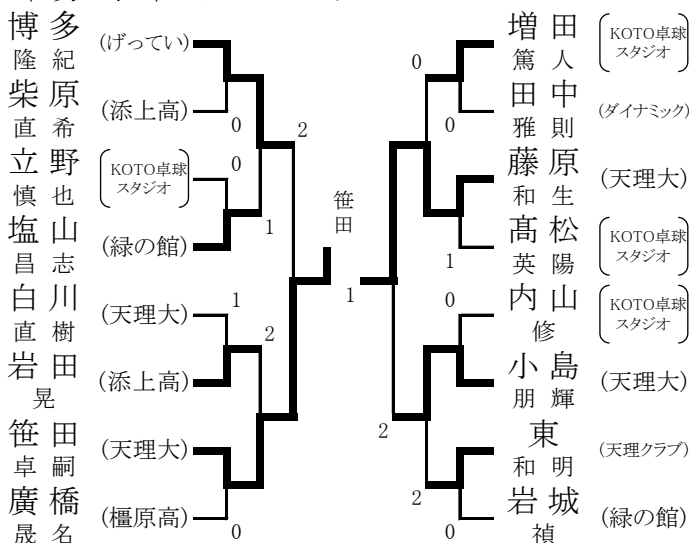 博多 隆紀 (げってい)
0
柴原 直希 (添上高)
2
立野 慎也 (KOTO卓球スタジオ)
0
1
塩山 昌志 (緑の館)
白川 直樹 (天理大)
1
2
岩田 晃 (添上高)
笹田 卓嗣 (天理大)
廣橋 晟名 (橿原高)
0
笹田
1
増田 篤人 (KOTO卓球スタジオ)
0
田中 雅則 (ダイナミック)
0
藤原 和生 (天理大)
髙松 英陽 (KOTO卓球スタジオ)
1
内山 修 (KOTO卓球スタジオ)
0
小島 朋輝 (天理大)
2
東 和明 (天理クラブ)
2
岩城 禎 (緑の館)
0